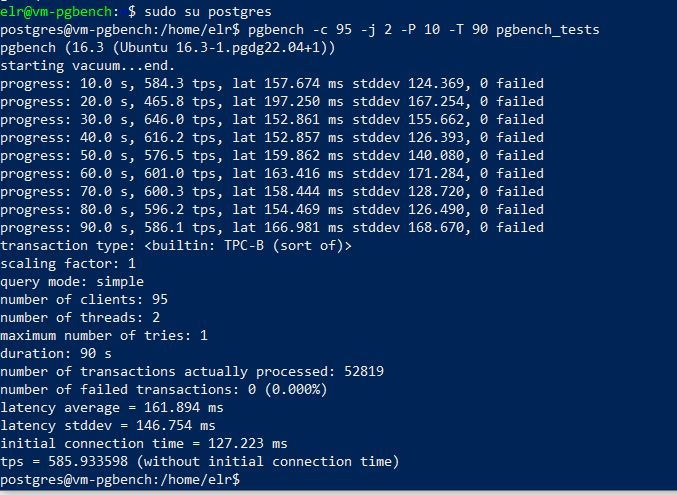 elr@vm-pgbench: $ sudo su postgres
postgres@vm-pgbench:/home/elr$ pgbench -c 95 -j 2 -P 10 -T 90 pgbench_tests
pgbench (16.3 (Ubuntu 16.3-1.pgdg22.04+1))
starting vacuum...end.
progress: 10.0 s, 584.3 tps, lat 157.674 ms stddev 124.369, 0 failed
progress: 20.0 s, 465.8 tps, lat 197.250 ms stddev 167.254, 0 failed
progress: 30.0 s, 646.0 tps, lat 152.861 ms stddev 155.662, 0 failed
progress: 40.0 s, 616.2 tps, lat 152.857 ms stddev 126.393, 0 failed
progress: 50.0 s, 576.5 tps, lat 159.862 ms stddev 140.080, 0 failed
progress: 60.0 s, 601.0 tps, lat 163.416 ms stddev 171.284, 0 failed
progress: 70.0 s, 600.3 tps, lat 158.444 ms stddev 128.720, 0 failed
progress: 80.0 s, 596.2 tps, lat 154.469 ms stddev 126.490, 0 failed
progress: 90.0 s, 586.1 tps, lat 166.981 ms stddev 168.670, 0 failed
transaction type: <builtin: TPC-B (sort of)>
scaling factor: 1
query mode: simple
number of clients: 95
number of threads: 2
maximum number of tries: 1
duration: 90 s
number of transactions actually processed: 52819
number of failed transactions: 0 (0.000%)
latency average = 161.894 ms
latency stddev = 146.754 ms
initial connection time = 127.223 ms
tps = 585.933598 (without initial connection time)
postgres@vm-pgbench:/home/elr$